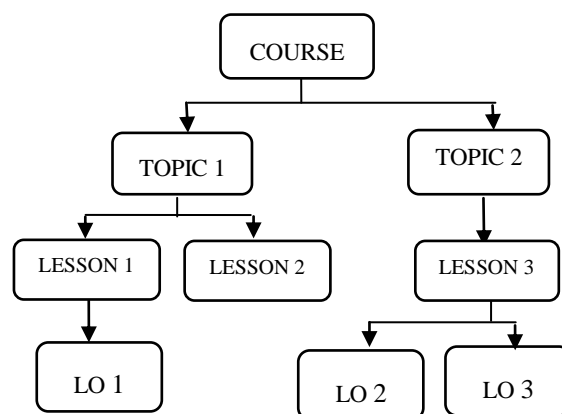 COURSE
TOPIC 1
TOPIC 2
LESSON 1
LESSON 2
LESSON 3
LO 1
LO 2
LO 3